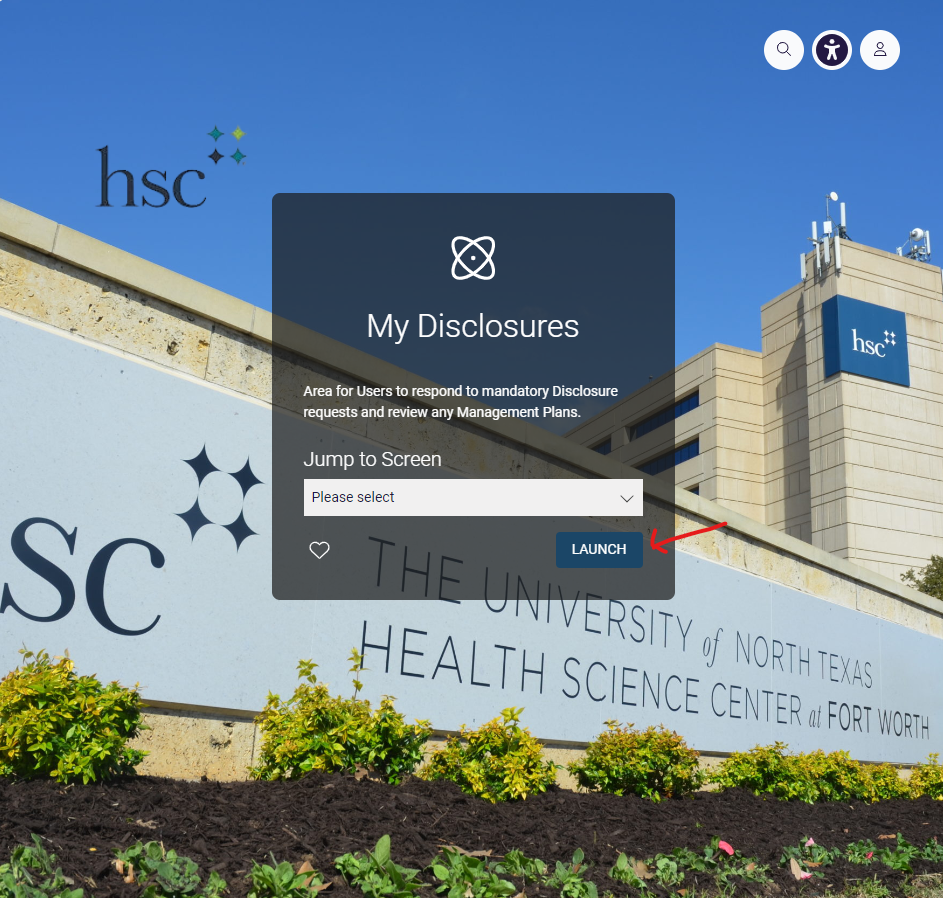 hsc
My Disclosures
hsc
Area for Users to respond to mandatory Disclosure
requests and review any Management Plans.
Jump to Screen
Please select
LAUNCH
sc
THE UNIVERSITY of NORTH TEXAS
HEALTH SCIENCE CENTER at FORT WORTH